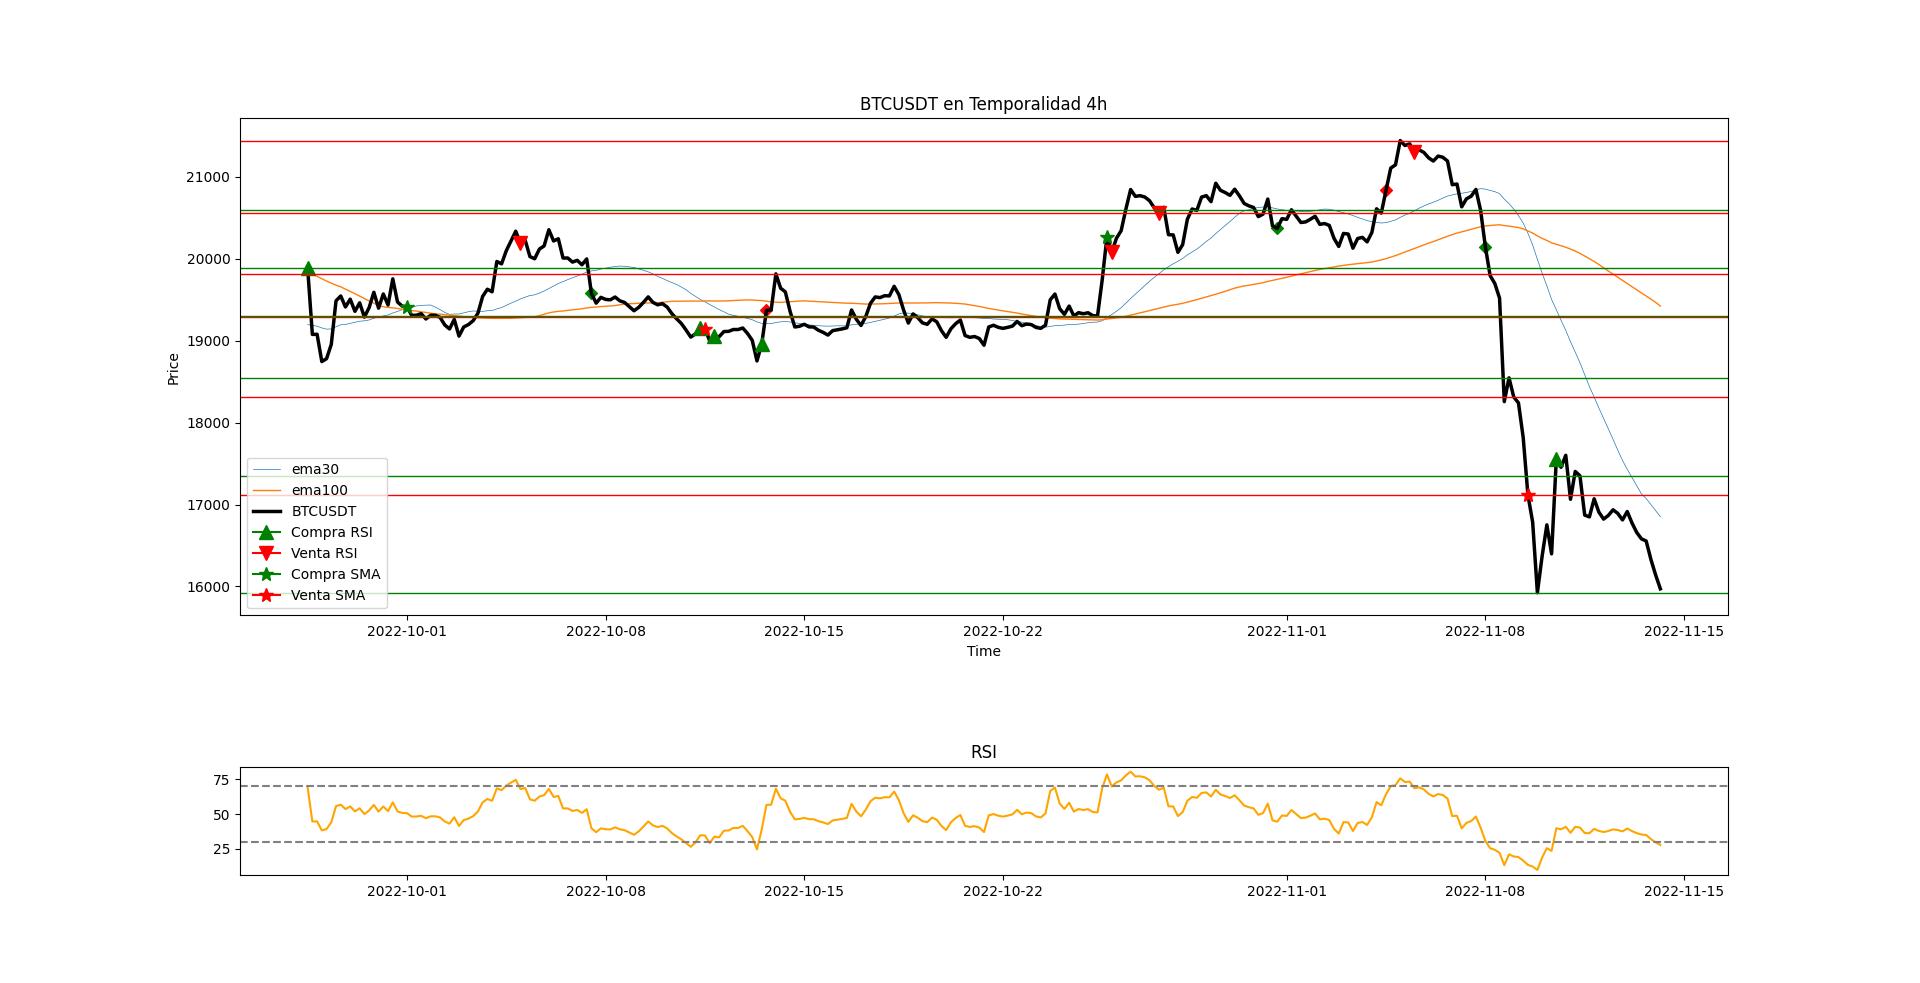 BTCUSDT en Temporalidad 4h
21000
20000
19000
18000
17000
16000
Price
ema30
ema100
BTCUSDT
Compra RSI
Venta RSI
Compra SMA
Venta SMA
2022-10-01 2022-10-08 2022-10-15 2022-10-22 2022-11-01 2022-11-08 2022-11-15
Time
RSI
75
50
25
2022-10-01 2022-10-08 2022-10-15 2022-10-22 2022-11-01 2022-11-08 2022-11-15